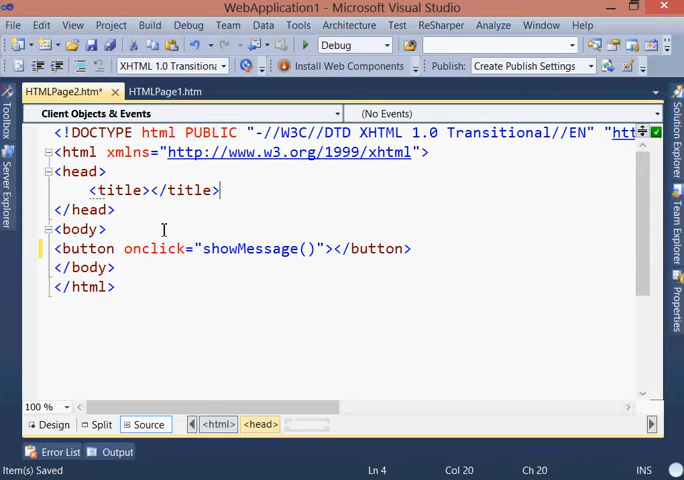 WebApplication1 - Microsoft Visual Studio
File Edit View Project Build Debug Team Data Tools Architecture Test ReSharper Analyze Window Help
Debug
XHTML 1.0 Transitiona Install Web Components Publish: Create Publish Settings
HTMLPage2.htm* HTMLPage1.htm
Client Objects & Events (No Events)
Toolbox
Server Explorer
Solution Explorer
Properties
<!DOCTYPE html PUBLIC "-//W3C//DTD XHTML 1.0 Transitional//EN" "htt
<html xmlns="http://www.w3.org/1999/xhtml">
<head>
<title></title>
</head>
<body>
<button onclick="showMessage()"></button>
</body>
</html>
100 %
Design Split Source <html> <head>
Error List Output
Item(s) Saved Ln 4 Col 20 Ch 20 INS